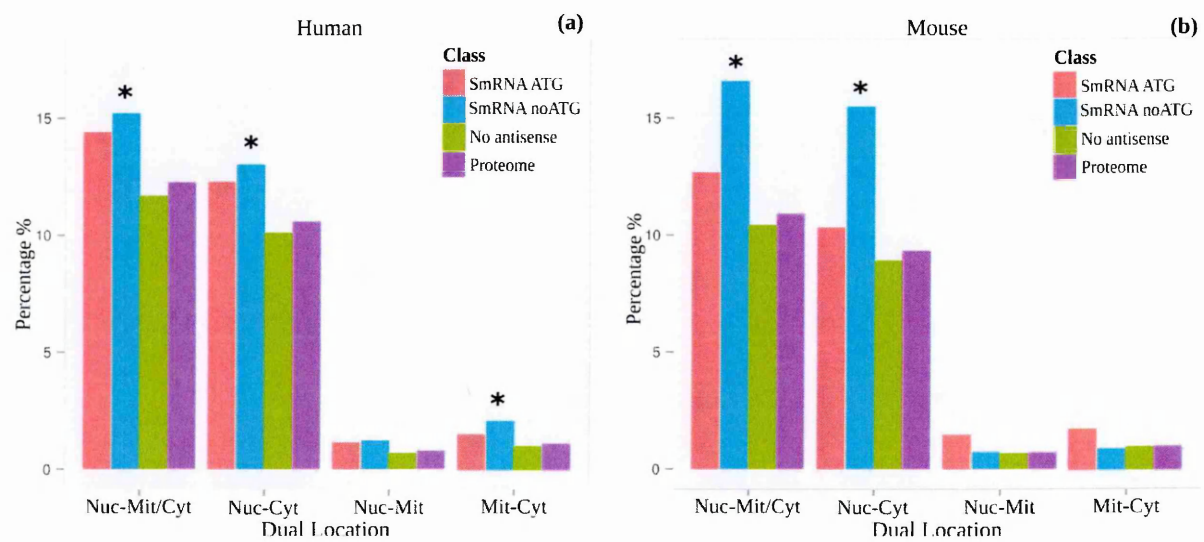 Human
(a)
Class
SmRNA ATG
SmRNA noATG
No antisense
Proteome
*
*
*
15
10
5
0
Percentage %
Nuc-Mit/Cyt
Nuc-Cyt
Nuc-Mit
Mit-Cyt
Dual Location
Mouse
(b)
Class
SmRNA ATG
SmRNA noATG
No antisense
Proteome
*
*
15
10
5
0
Percentage %
Nuc-Mit/Cyt
Nuc-Cyt
Nuc-Mit
Mit-Cyt
Dual Location